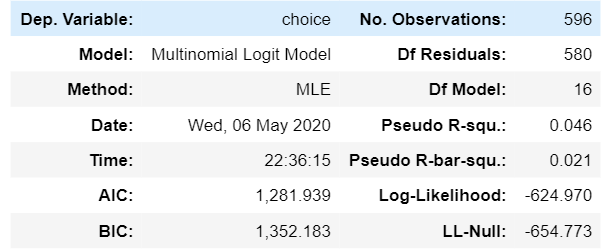 Dep. Variable: choice No. Observations: 596
Model: Multinomial Logit Model Df Residuals: 580
Method: MLE Df Model: 16
Date: Wed, 06 May 2020 Pseudo R-squ.: 0.046
Time: 22:36:15 Pseudo R-bar-squ.: 0.021
AIC: 1,281.939 Log-Likelihood: -624.970
BIC: 1,352.183 LL-Null: -654.773